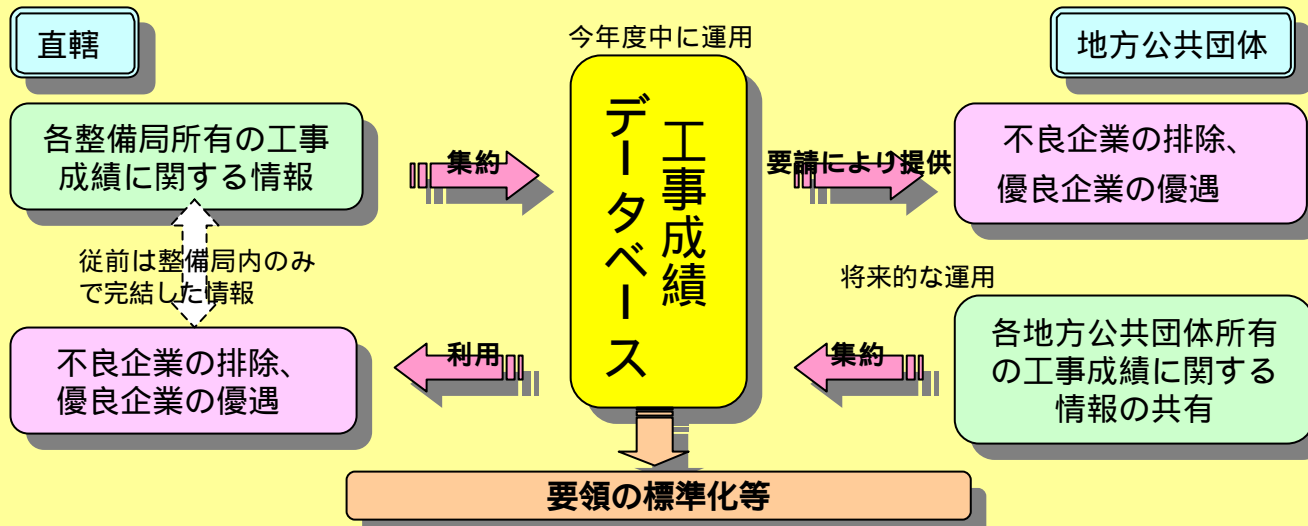 直轄
今年度中に運用
地方公共団体
各整備局所有の工事
成績に関する情報
集約
工事成績
データベース
要請により提供
不良企業の排除、
優良企業の優遇
従前は整備局内のみ
で完結した情報
将来的な運用
不良企業の排除、
優良企業の優遇
利用
集約
各地方公共団体所有
の工事成績に関する
情報の共有
要領の標準化等